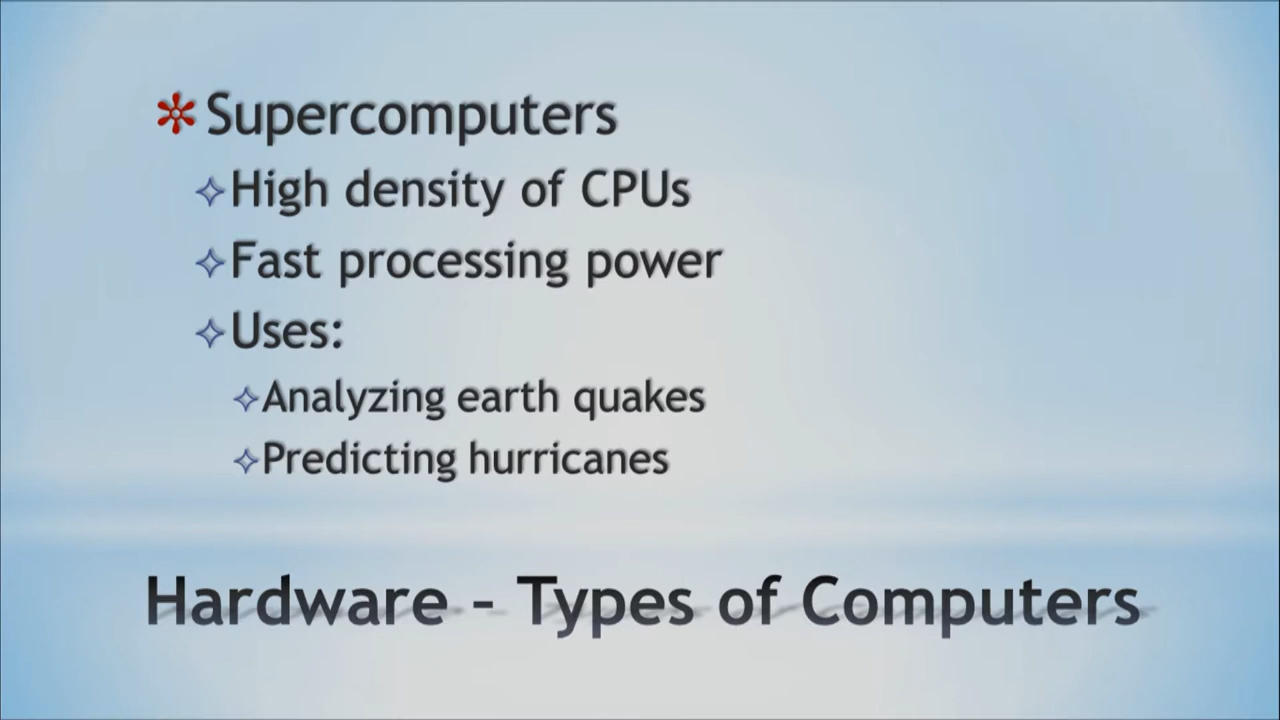 Supercomputers
High density of CPUs
Fast processing power
Uses:
Analyzing earth quakes
Predicting hurricanes
Hardware – Types of Computers